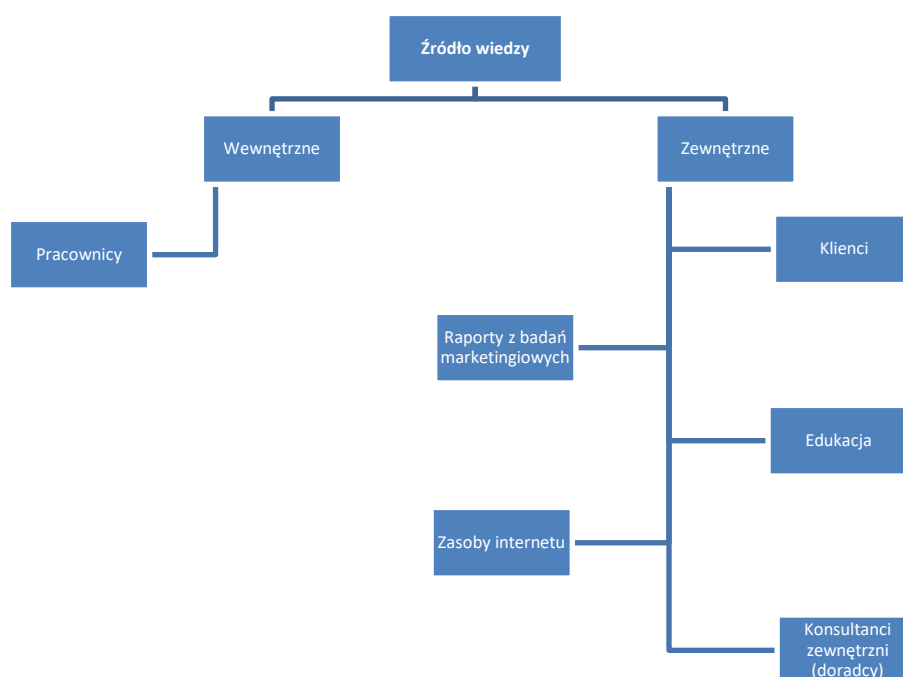 Źródło wiedzy
Wewnętrzne
Zewnętrzne
Pracownicy
Klienci
Raporty z badań
marketingiowych
Edukacja
Zasoby internetu
Konsultanci
zewnętrzni
(doradcy)